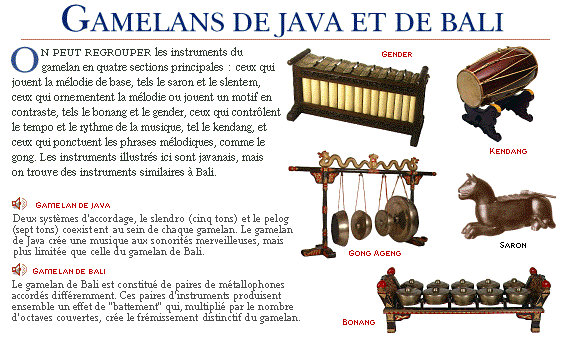 GAMELANS DE JAVA ET DE BALI
ON PEUT REGROUPER les instruments du
gamelan en quatre sections principales : ceux qui
jouent la mélodie de base, tels le saron et le slentem,
ceux qui ornementent la mélodie ou jouent un motif en
contraste, tels le bonang et le gender, ceux qui contrôlent
le tempo et le rythme de la musique, tel le kendang, et
ceux qui ponctuent les phrases mélodiques, comme le
gong. Les instruments illustrés ici sont javanais, mais
on trouve des instruments similaires à Bali.
GAMELAN DE JAVA
Deux systèmes d'accordage, le slendro (cinq tons) et le pelog
(sept tons) coexistent au sein de chaque gamelan. Le gamelan
de Java crée une musique aux sonorités merveilleuses, mais
plus limitée que celle du gamelan de Bali.
GAMELAN DE BALI
Le gamelan de Bali est constitué de paires de métallophones
accordés différemment. Ces paires d'instruments produisent
ensemble un effet de "battement" qui, multiplié par le nombre
d'octaves couvertes, crée le frémissement distinctif du gamelan.
GENDER
KENDANG
GONG AGENG
SARON
BONANG